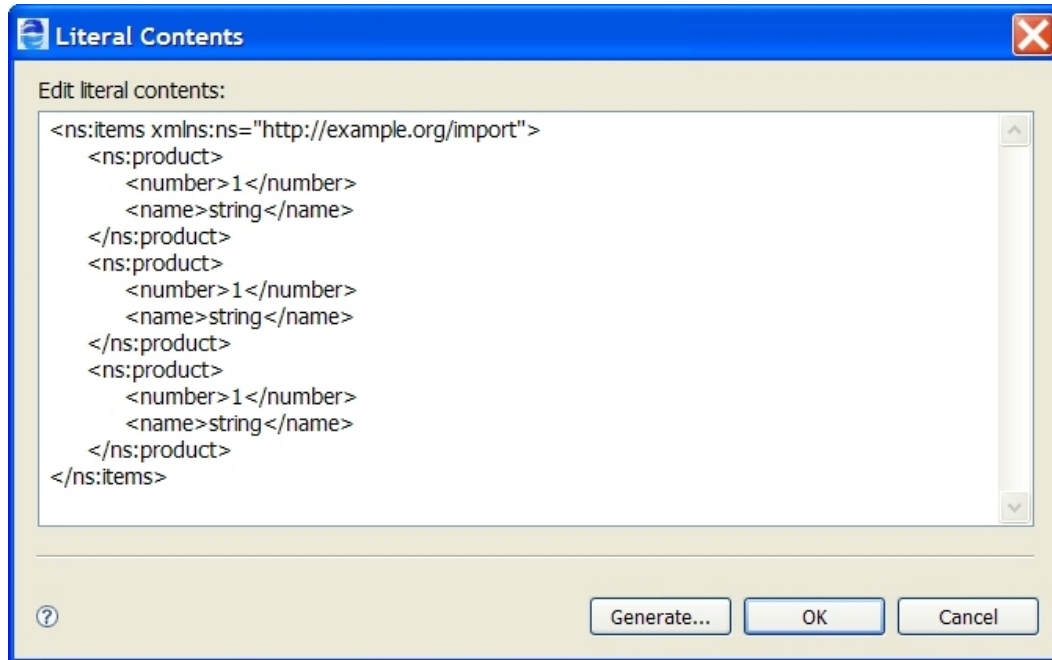 Literal Contents
Edit literal contents:
<ns:items xmlns:ns="http://example.org/import">
<ns:product>
<number>1</number>
<name>string</name>
</ns:product>
<ns:product>
<number>1</number>
<name>string</name>
</ns:product>
<ns:product>
<number>1</number>
<name>string</name>
</ns:product>
</ns:items>
Generate... OK Cancel